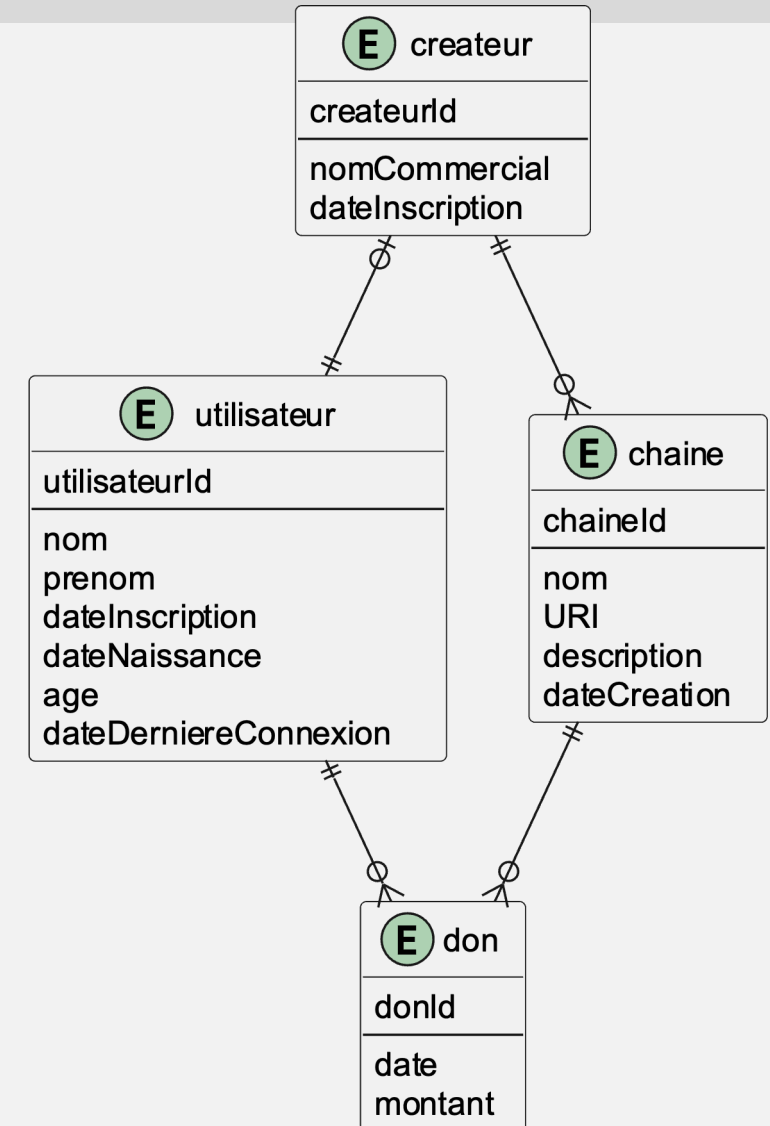 E createur
createurId
nomCommercial
dateInscription
E utilisateur
utilisateurId
nom
prenom
dateInscription
dateNaissance
age
dateDerniereConnexion
E chaine
chaineId
nom
URI
description
dateCreation
E don
donId
date
montant